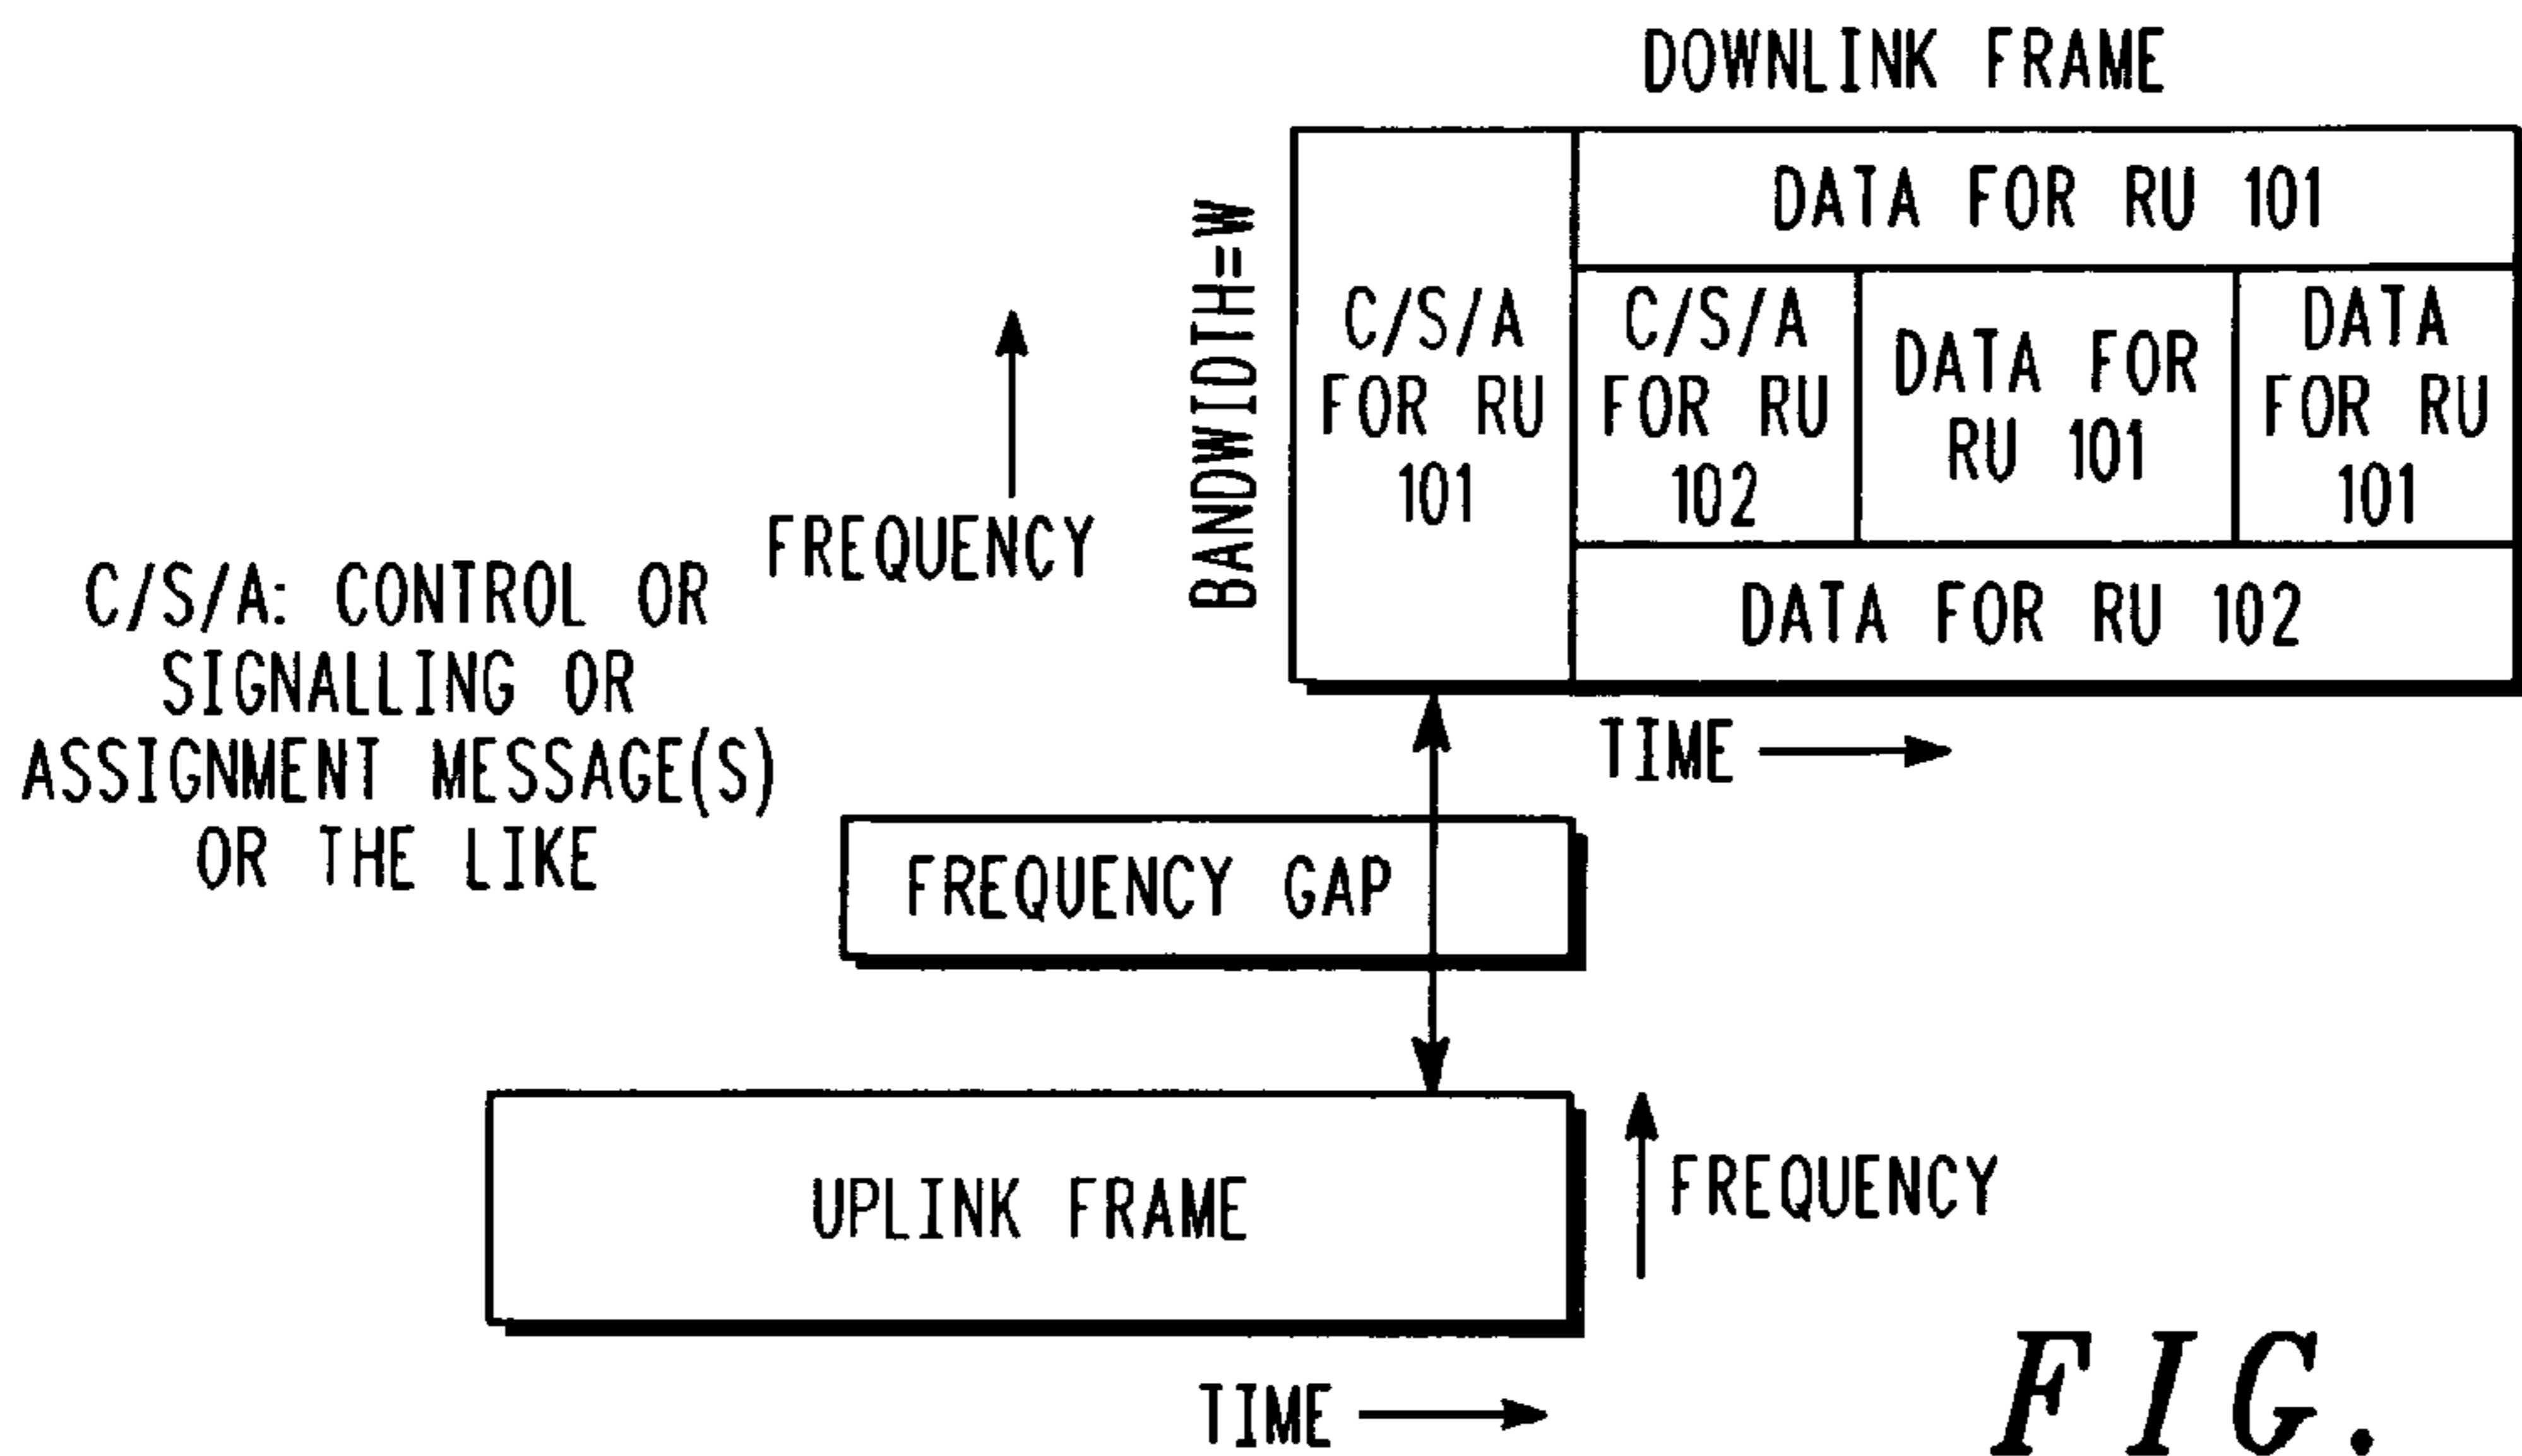 DOWNLINK FRAME
BANDWIDTH=W
C/S/A
FOR RU
101
DATA FOR RU 101
C/S/A
FOR RU
102
DATA FOR
RU 101
DATA
FOR RU
101
DATA FOR RU 102
FREQUENCY
TIME
C/S/A: CONTROL OR
SIGNALLING OR
ASSIGNMENT MESSAGE(S)
OR THE LIKE
FREQUENCY GAP
UPLINK FRAME
FREQUENCY
TIME
FIG.